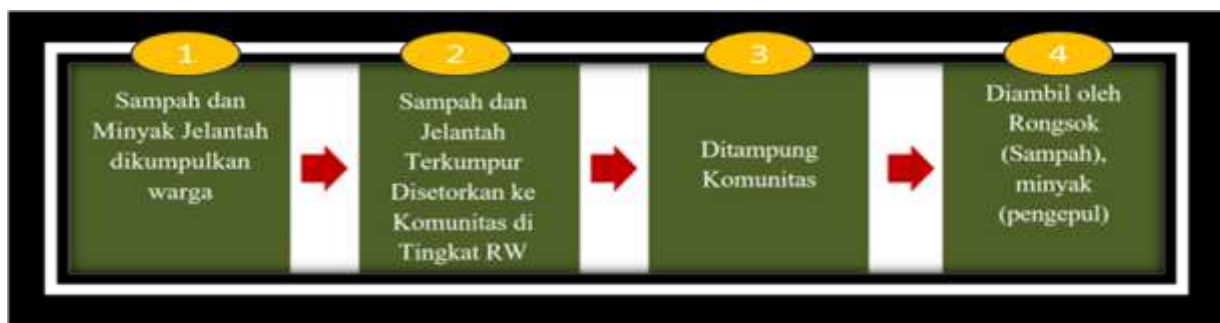 1
Sampah dan
Minyak Jelantah
dikumpulkan
warga
2
Sampah dan
Jelantah
Terkumpur
Disetorkan ke
Komunitas di
Tingkat RW
3
Ditampung
Komunitas
4
Diambil oleh
Rongsok
(Sampah),
minyak
(pengepul)